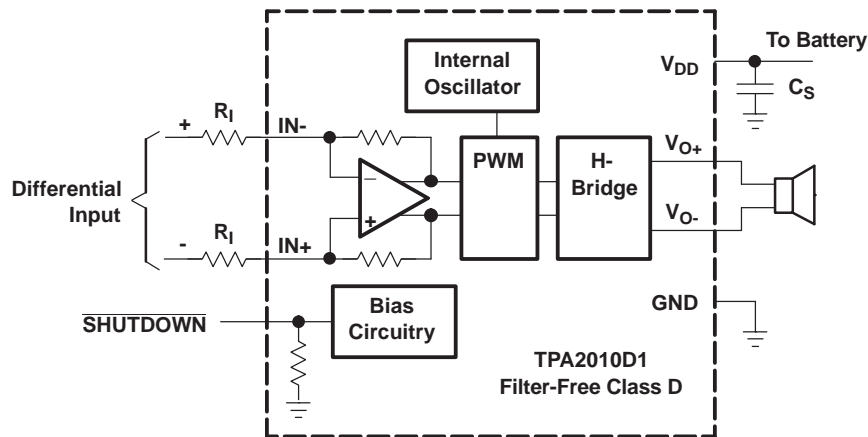 To Battery
Internal
Oscillator
VDD
CS
+ RI IN-
PWM
H-
Bridge
VO+
Differential
Input
−
+
VO-
- RI IN+
GND
SHUTDOWN
Bias
Circuitry
TPA2010D1
Filter-Free Class D